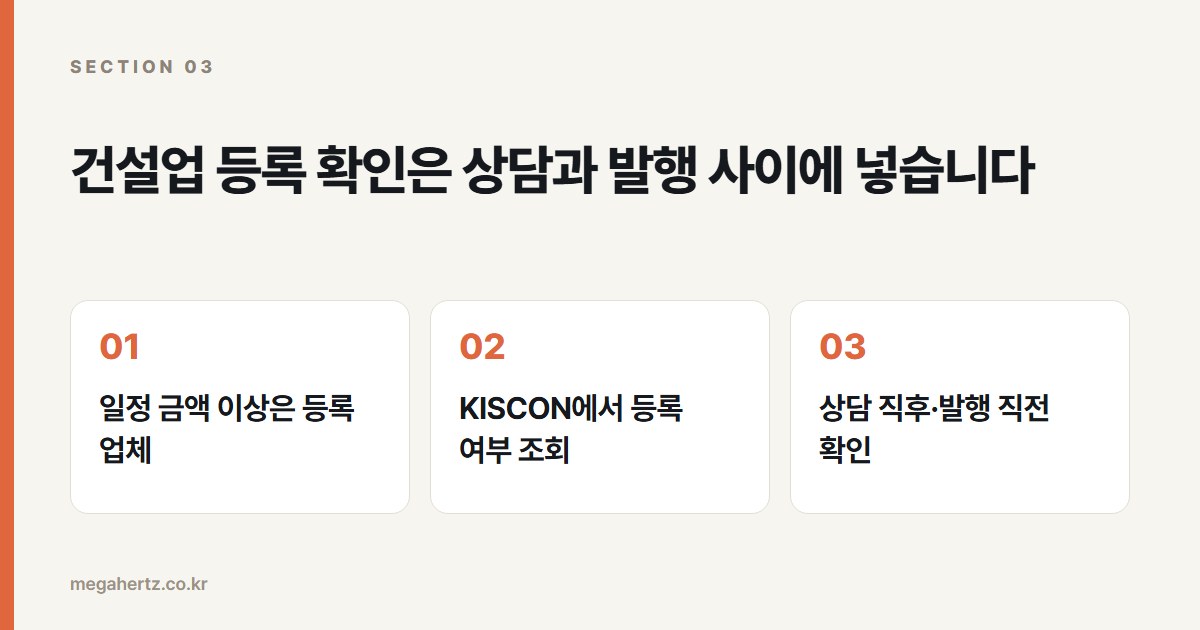 SECTION 03
건설업 등록 확인은 상담과 발행 사이에 넣습니다
01
일정 금액 이상은 등록
업체
02
KISCON에서 등록
여부 조회
03
상담 직후·발행 직전
확인
megahertz.co.kr